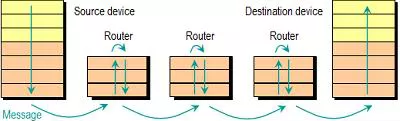 Source device
Destination device
Router
Router
Router
Message